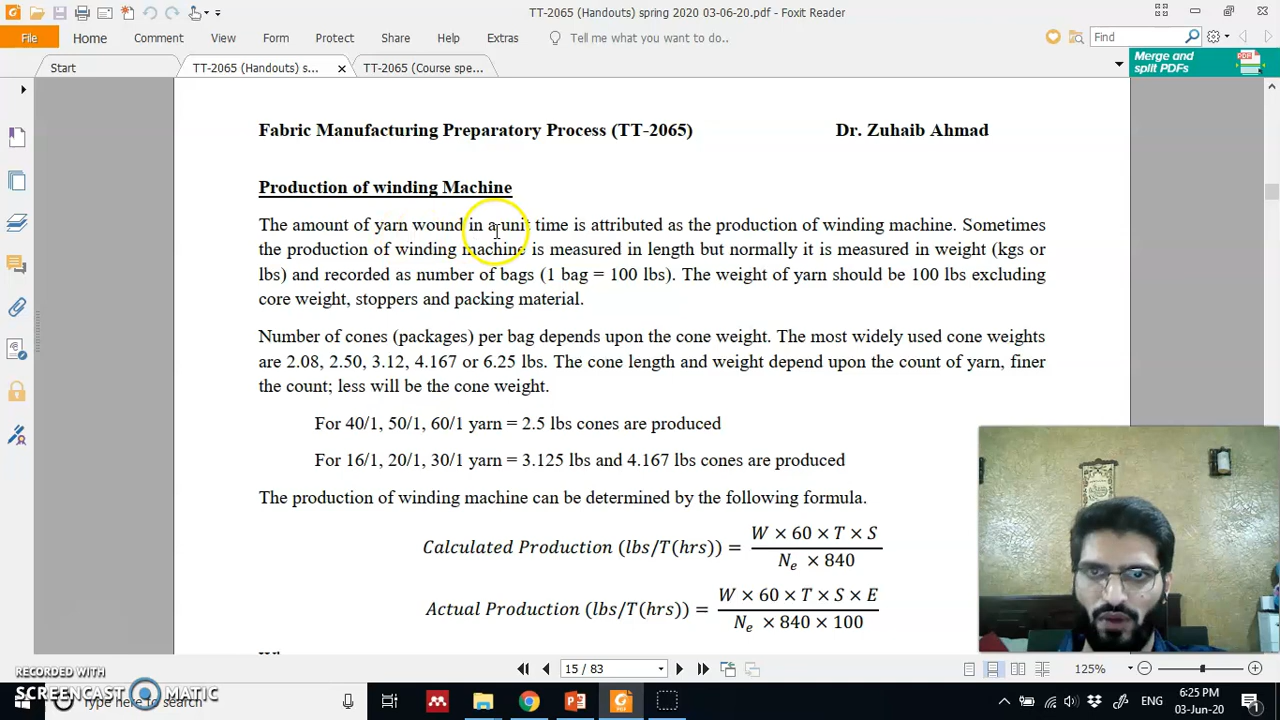 TT-2065 (Handouts) spring 2020 03-06-20.pdf - Foxit Reader
File
Home
Comment
View
Form
Protect
Share
Help
Extras
Tell me what you want to do..
Find
Start
TT-2065 (Handouts) s...
TT-2065 (Course spe...
Merge and
split PDFs
Fabric Manufacturing Preparatory Process (TT-2065) Dr. Zuhaib Ahmad
Production of winding Machine
The amount of yarn wound in a unit time is attributed as the production of winding machine. Sometimes
the production of winding machine is measured in length but normally it is measured in weight (kgs or
lbs) and recorded as number of bags (1 bag = 100 lbs). The weight of yarn should be 100 lbs excluding
core weight, stoppers and packing material.
Number of cones (packages) per bag depends upon the cone weight. The most widely used cone weights
are 2.08, 2.50, 3.12, 4.167 or 6.25 lbs. The cone length and weight depend upon the count of yarn, finer
the count; less will be the cone weight.
For 40/1, 50/1, 60/1 yarn = 2.5 lbs cones are produced
For 16/1, 20/1, 30/1 yarn = 3.125 lbs and 4.167 lbs cones are produced
The production of winding machine can be determined by the following formula.
W × 60 × T × S
Calculated Production (lbs/T(hrs)) =
Nₑ × 840
W × 60 × T × S × E
Actual Production (lbs/T(hrs)) =
Nₑ × 840 × 100
15 / 83
125%
RECORDED WITH
SCREENCAST MATIC
Type here to search
ENG
6:25 PM
03-Jun-20